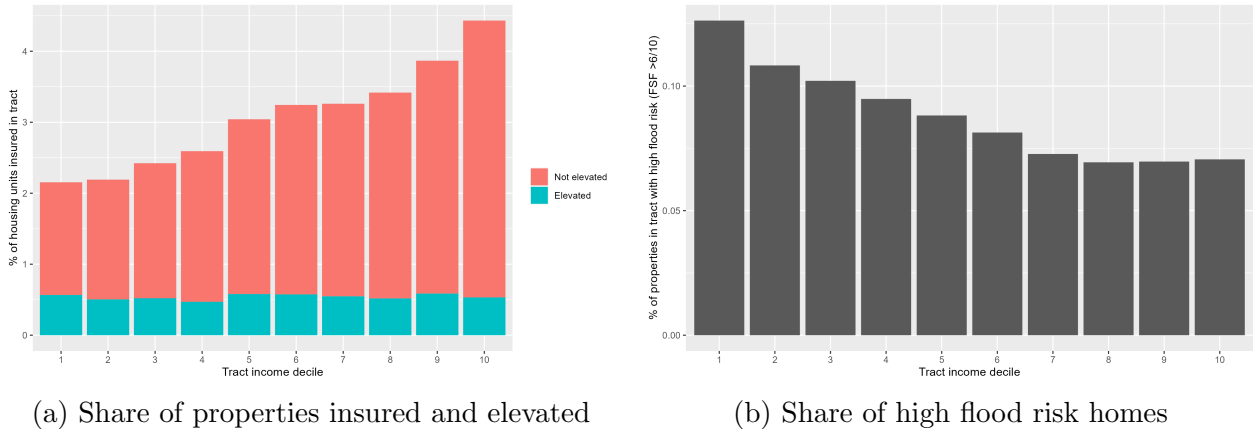 % of housing units insured in tract
4
3
2
1
0
1 2 3 4 5 6 7 8 9 10
Tract income decile
Not elevated
Elevated
(a) Share of properties insured and elevated
% of properties in tract with high flood risk (FSF >6/10)
0.10
0.05
0.00
1 2 3 4 5 6 7 8 9 10
Tract income decile
(b) Share of high flood risk homes